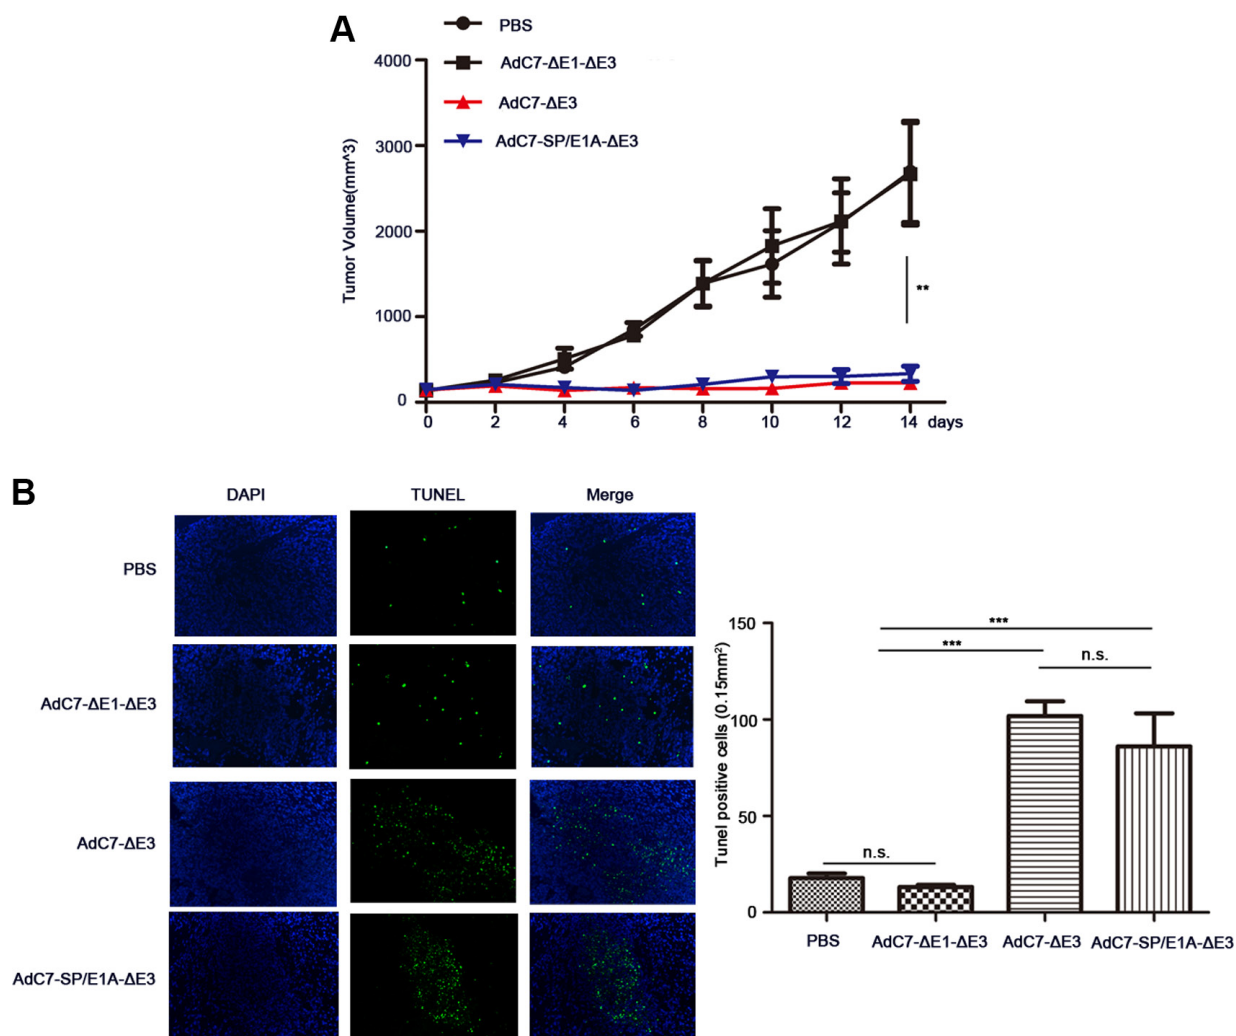 A
PBS
AdC7-ΔE1-ΔE3
AdC7-ΔE3
AdC7-SP/E1A-ΔE3
Tumor Volume(mm^3)
4000
3000
2000
1000
0
**
0 2 4 6 8 10 12 14 days
B
DAPI TUNEL Merge
PBS
AdC7-ΔE1-ΔE3
AdC7-ΔE3
AdC7-SP/E1A-ΔE3
Tunel positive cells (0.15mm²)
150
100
50
0
***
***
n.s.
n.s.
PBS AdC7-ΔE1-ΔE3 AdC7-ΔE3 AdC7-SP/E1A-ΔE3